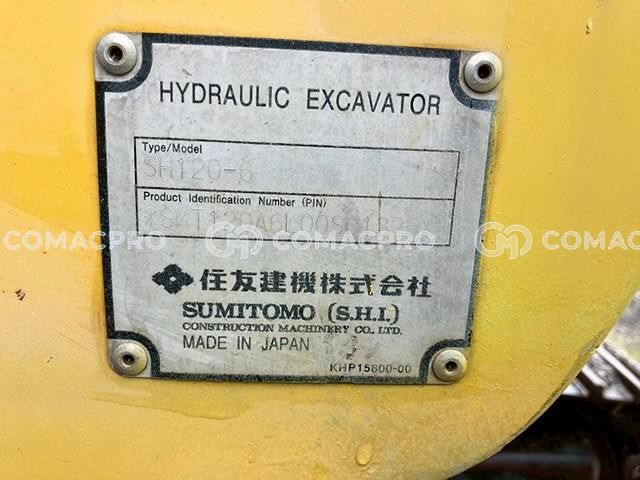 HYDRAULIC EXCAVATOR
Type/Model
SH120-6
Product Identification Number (PIN)
COMACPRO COMACPRO COMACPRO
住友建機株式会社
SUMITOMO (S.H.I.)
CONSTRUCTION MACHINERY CO., LTD.
MADE IN JAPAN
KHP15800-00